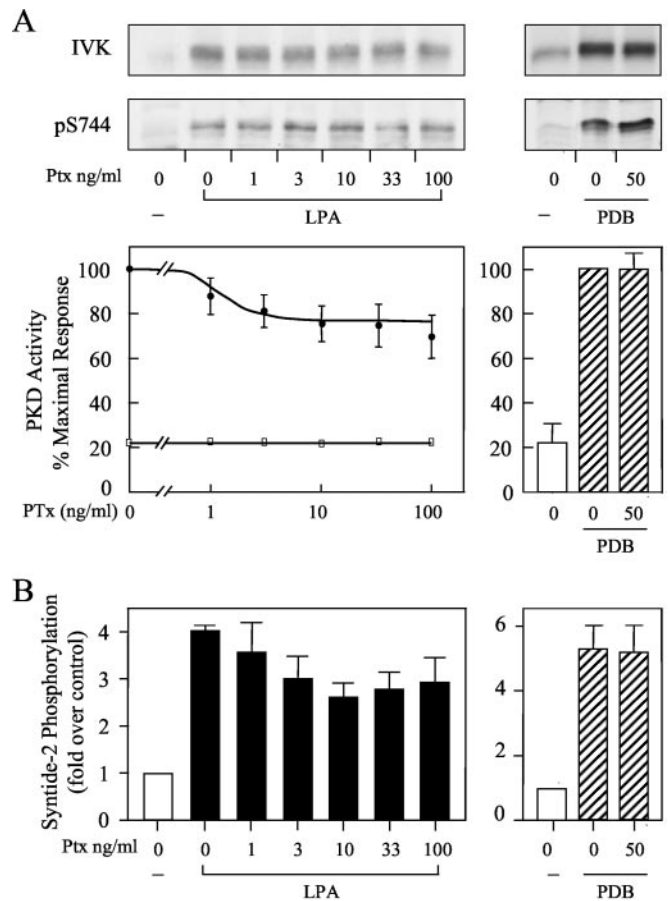 A
IVK
pS744
Ptx ng/ml 0 0 1 3 10 33 100 0 0 50
– LPA – PDB
PKD Activity
% Maximal Response
100
80
60
40
20
0
PTx (ng/ml) 0 1 10 100
100
80
60
40
20
0
0 0 50
PDB
B
Syntide-2 Phosphorylation
(fold over control)
4
3
2
1
0
Ptx ng/ml 0 0 1 3 10 33 100
– LPA
6
4
2
0
0 0 50
– PDB